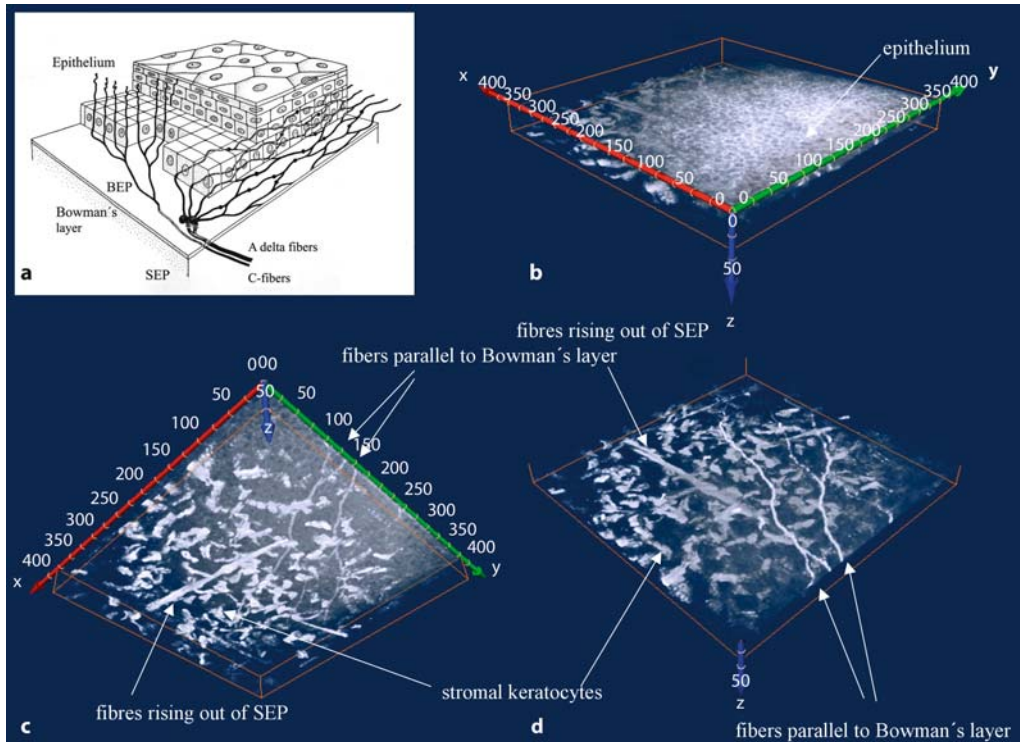 Epithelium
BEP
Bowman´s
layer
A delta fibers
SEP
C-fibers
a
epithelium
x
400
350
300
250
200
150
100
50
0
y
400
350
300
250
200
150
100
50
0
0
50
z
b
fibres rising out of SEP
fibers parallel to Bowman´s layer
000
50
50
50
z
100
100
150
150
200
200
250
250
300
300
350
350
400
400
x
y
stromal keratocytes
fibres rising out of SEP
c
50
z
d
fibers parallel to Bowman´s layer